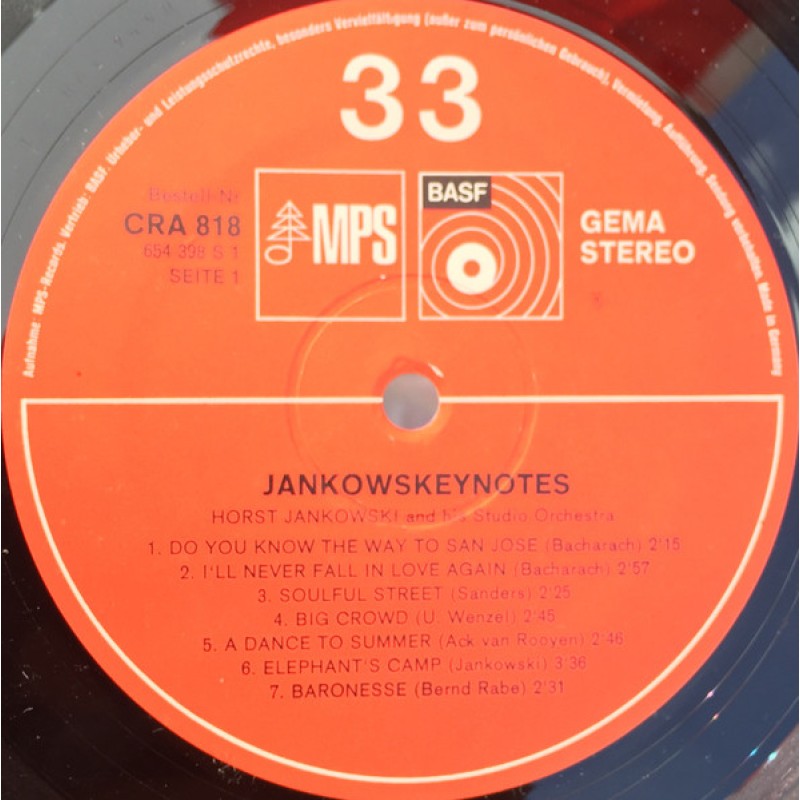 Aufnahme: MPS-Records. Vertrieb: BASF. Urheber- und Leistungsschutzrechte, besonders Vervielfältigung (außer zum persönlichen Gebrauch), Vermietung, Aufführung, Sendung vorbehalten. Made in Germany
33
Bestell-Nr
CRA 818
654 398 S 1
SEITE 1
MPS
BASF
GEMA
STEREO
JANKOWSKEYNOTES
HORST JANKOWSKI and his Studio Orchestra
1. DO YOU KNOW THE WAY TO SAN JOSE (Bacharach) 2'15
2. I'LL NEVER FALL IN LOVE AGAIN (Bacharach) 2'57
3. SOULFUL STREET (Sanders) 2'25
4. BIG CROWD (U. Wenzel) 2'45
5. A DANCE TO SUMMER (Ack van Rooyen) 2'46
6. ELEPHANT'S CAMP (Jankowski) 3'36
7. BARONESSE (Bernd Rabe) 2'31